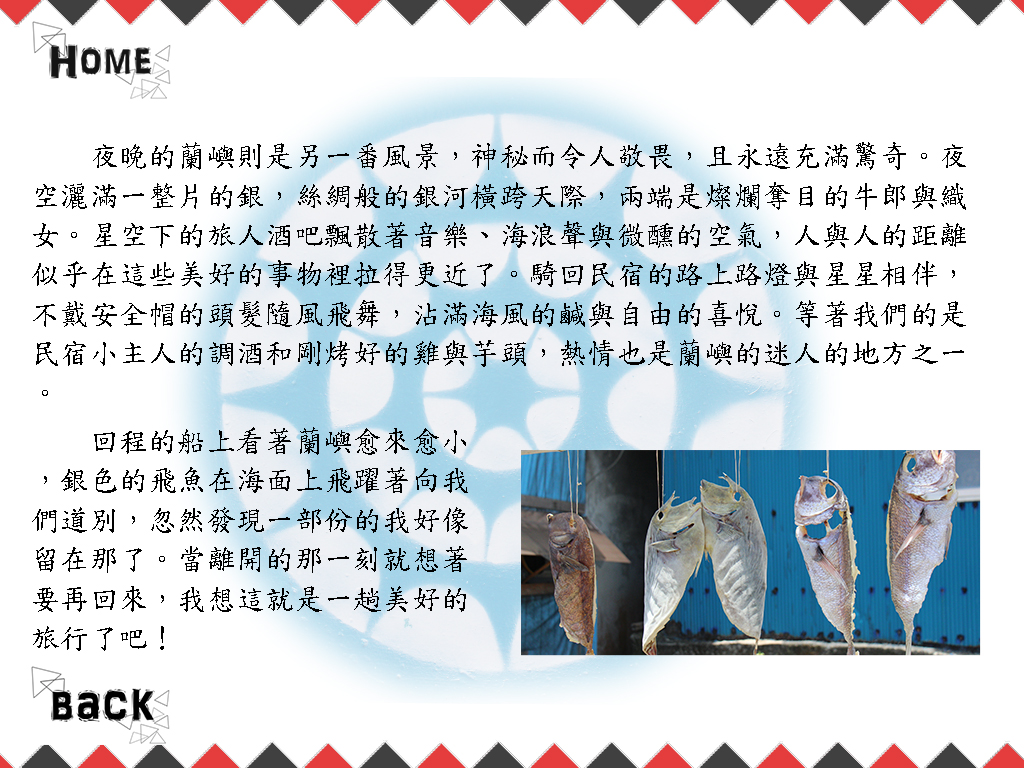 HOME
夜晚的蘭嶼則是另一番風景，神秘而令人敬畏，且永遠充滿驚奇。夜
空灑滿一整片的銀，絲綢般的銀河橫跨天際，兩端是燦爛奪目的牛郎與織
女。星空下的旅人酒吧飄散著音樂、海浪聲與微醺的空氣，人與人的距離
似乎在這些美好的事物裡拉得更近了。騎回民宿的路上路燈與星星相伴，
不戴安全帽的頭髮隨風飛舞，沾滿海風的鹹與自由的喜悅。等著我們的是
民宿小主人的調酒和剛烤好的雞與芋頭，熱情也是蘭嶼的迷人的地方之一
。
回程的船上看著蘭嶼愈來愈小
，銀色的飛魚在海面上飛躍著向我
們道別，忽然發現一部份的我好像
留在那了。當離開的那一刻就想著
要再回來，我想這就是一趟美好的
旅行了吧！
BACK